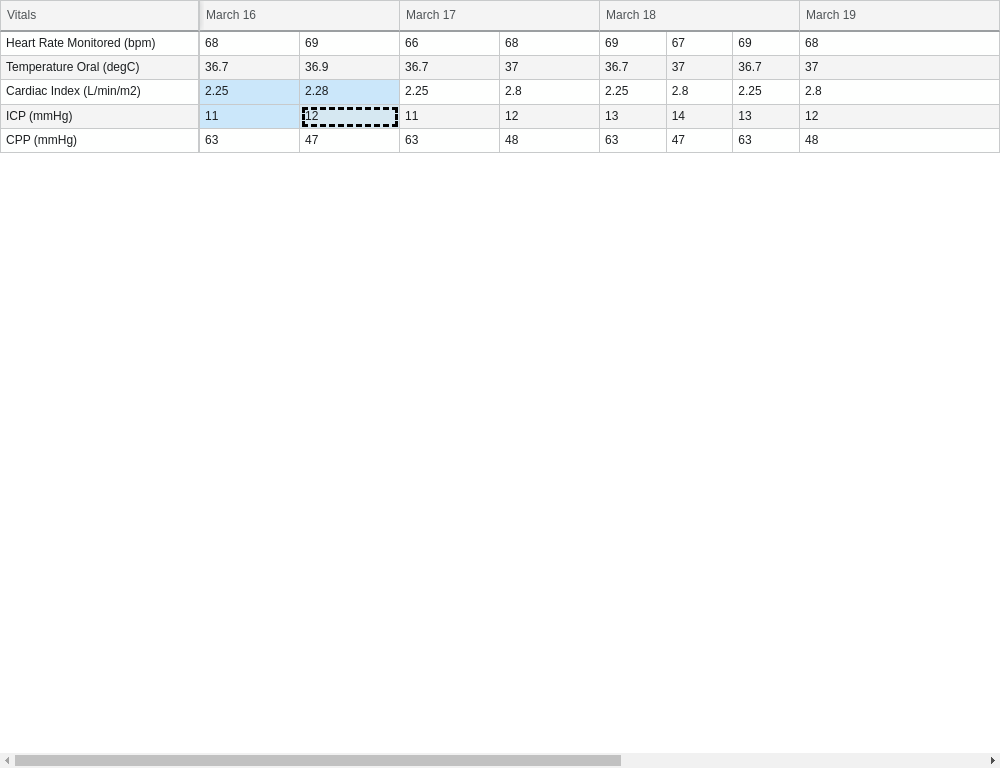 Vitals March 16 March 17 March 18 March 19
Heart Rate Monitored (bpm) 68 69 66 68 69 67 69 68
Temperature Oral (degC) 36.7 36.9 36.7 37 36.7 37 36.7 37
Cardiac Index (L/min/m2) 2.25 2.28 2.25 2.8 2.25 2.8 2.25 2.8
ICP (mmHg) 11 12 11 12 13 14 13 12
CPP (mmHg) 63 47 63 48 63 47 63 48